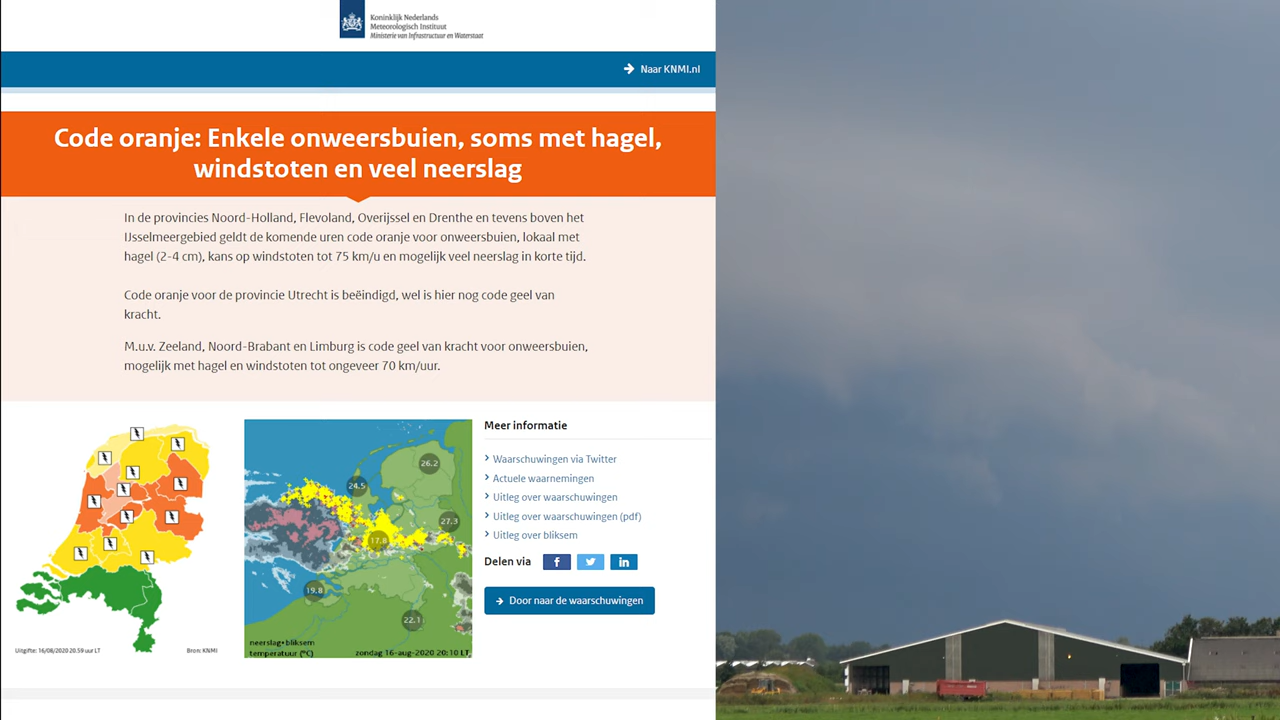 Koninklijk Nederlands
Meteorologisch Instituut
Ministerie van Infrastructuur en Waterstaat
Naar KNMI.nl
Code oranje: Enkele onweersbuien, soms met hagel,
windstoten en veel neerslag
In de provincies Noord-Holland, Flevoland, Overijssel en Drenthe en tevens boven het
IJsselmeergebied geldt de komende uren code oranje voor onweersbuien, lokaal met
hagel (2-4 cm), kans op windstoten tot 75 km/u en mogelijk veel neerslag in korte tijd.
Code oranje voor de provincie Utrecht is beëindigd, wel is hier nog code geel van
kracht.
M.u.v. Zeeland, Noord-Brabant en Limburg is code geel van kracht voor onweersbuien,
mogelijk met hagel en windstoten tot ongeveer 70 km/uur.
Uitgifte: 16/08/2020 20.59 uur LT
Bron: KNMI
26.2
24.5
27.3
17.8
19.8
22.1
neerslag+bliksem
temperatuur (°C)
zondag 16-aug-2020 20:10 LT
Meer informatie
Waarschuwingen via Twitter
Actuele waarnemingen
Uitleg over waarschuwingen
Uitleg over waarschuwingen (pdf)
Uitleg over bliksem
Delen via
Door naar de waarschuwingen